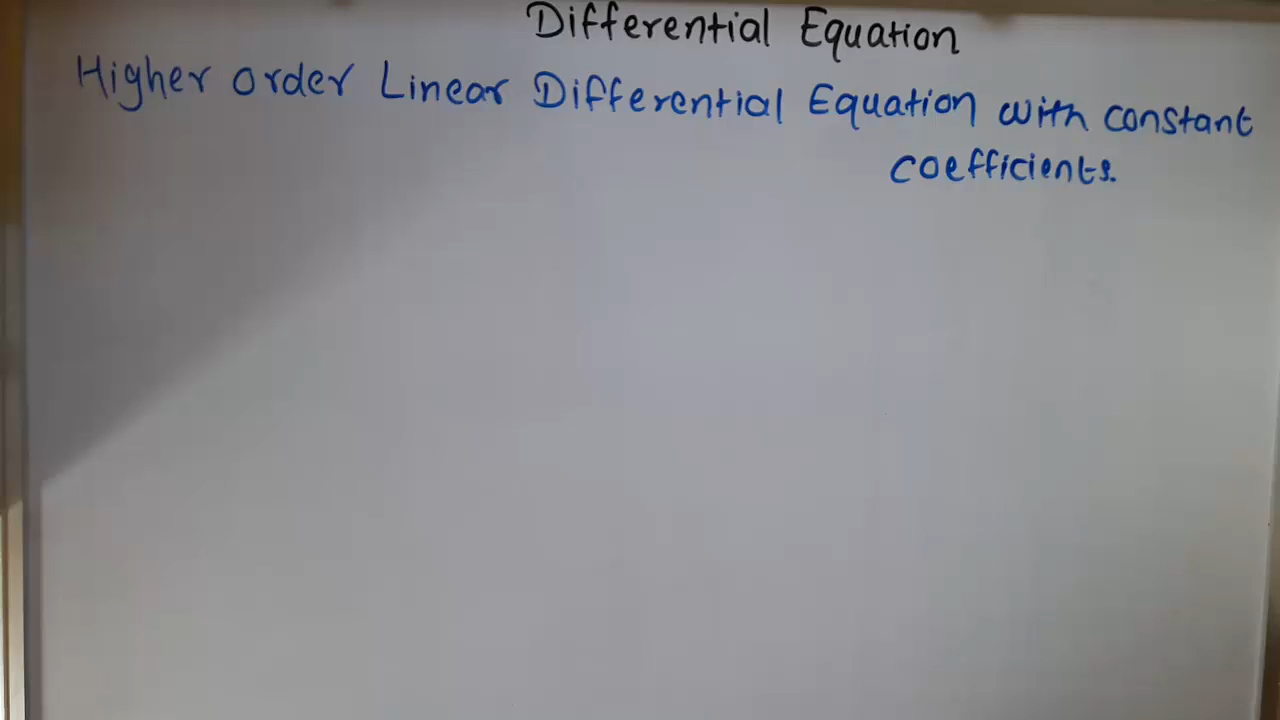 Differential Equation
Higher order Linear Differential Equation with constant
coefficients.